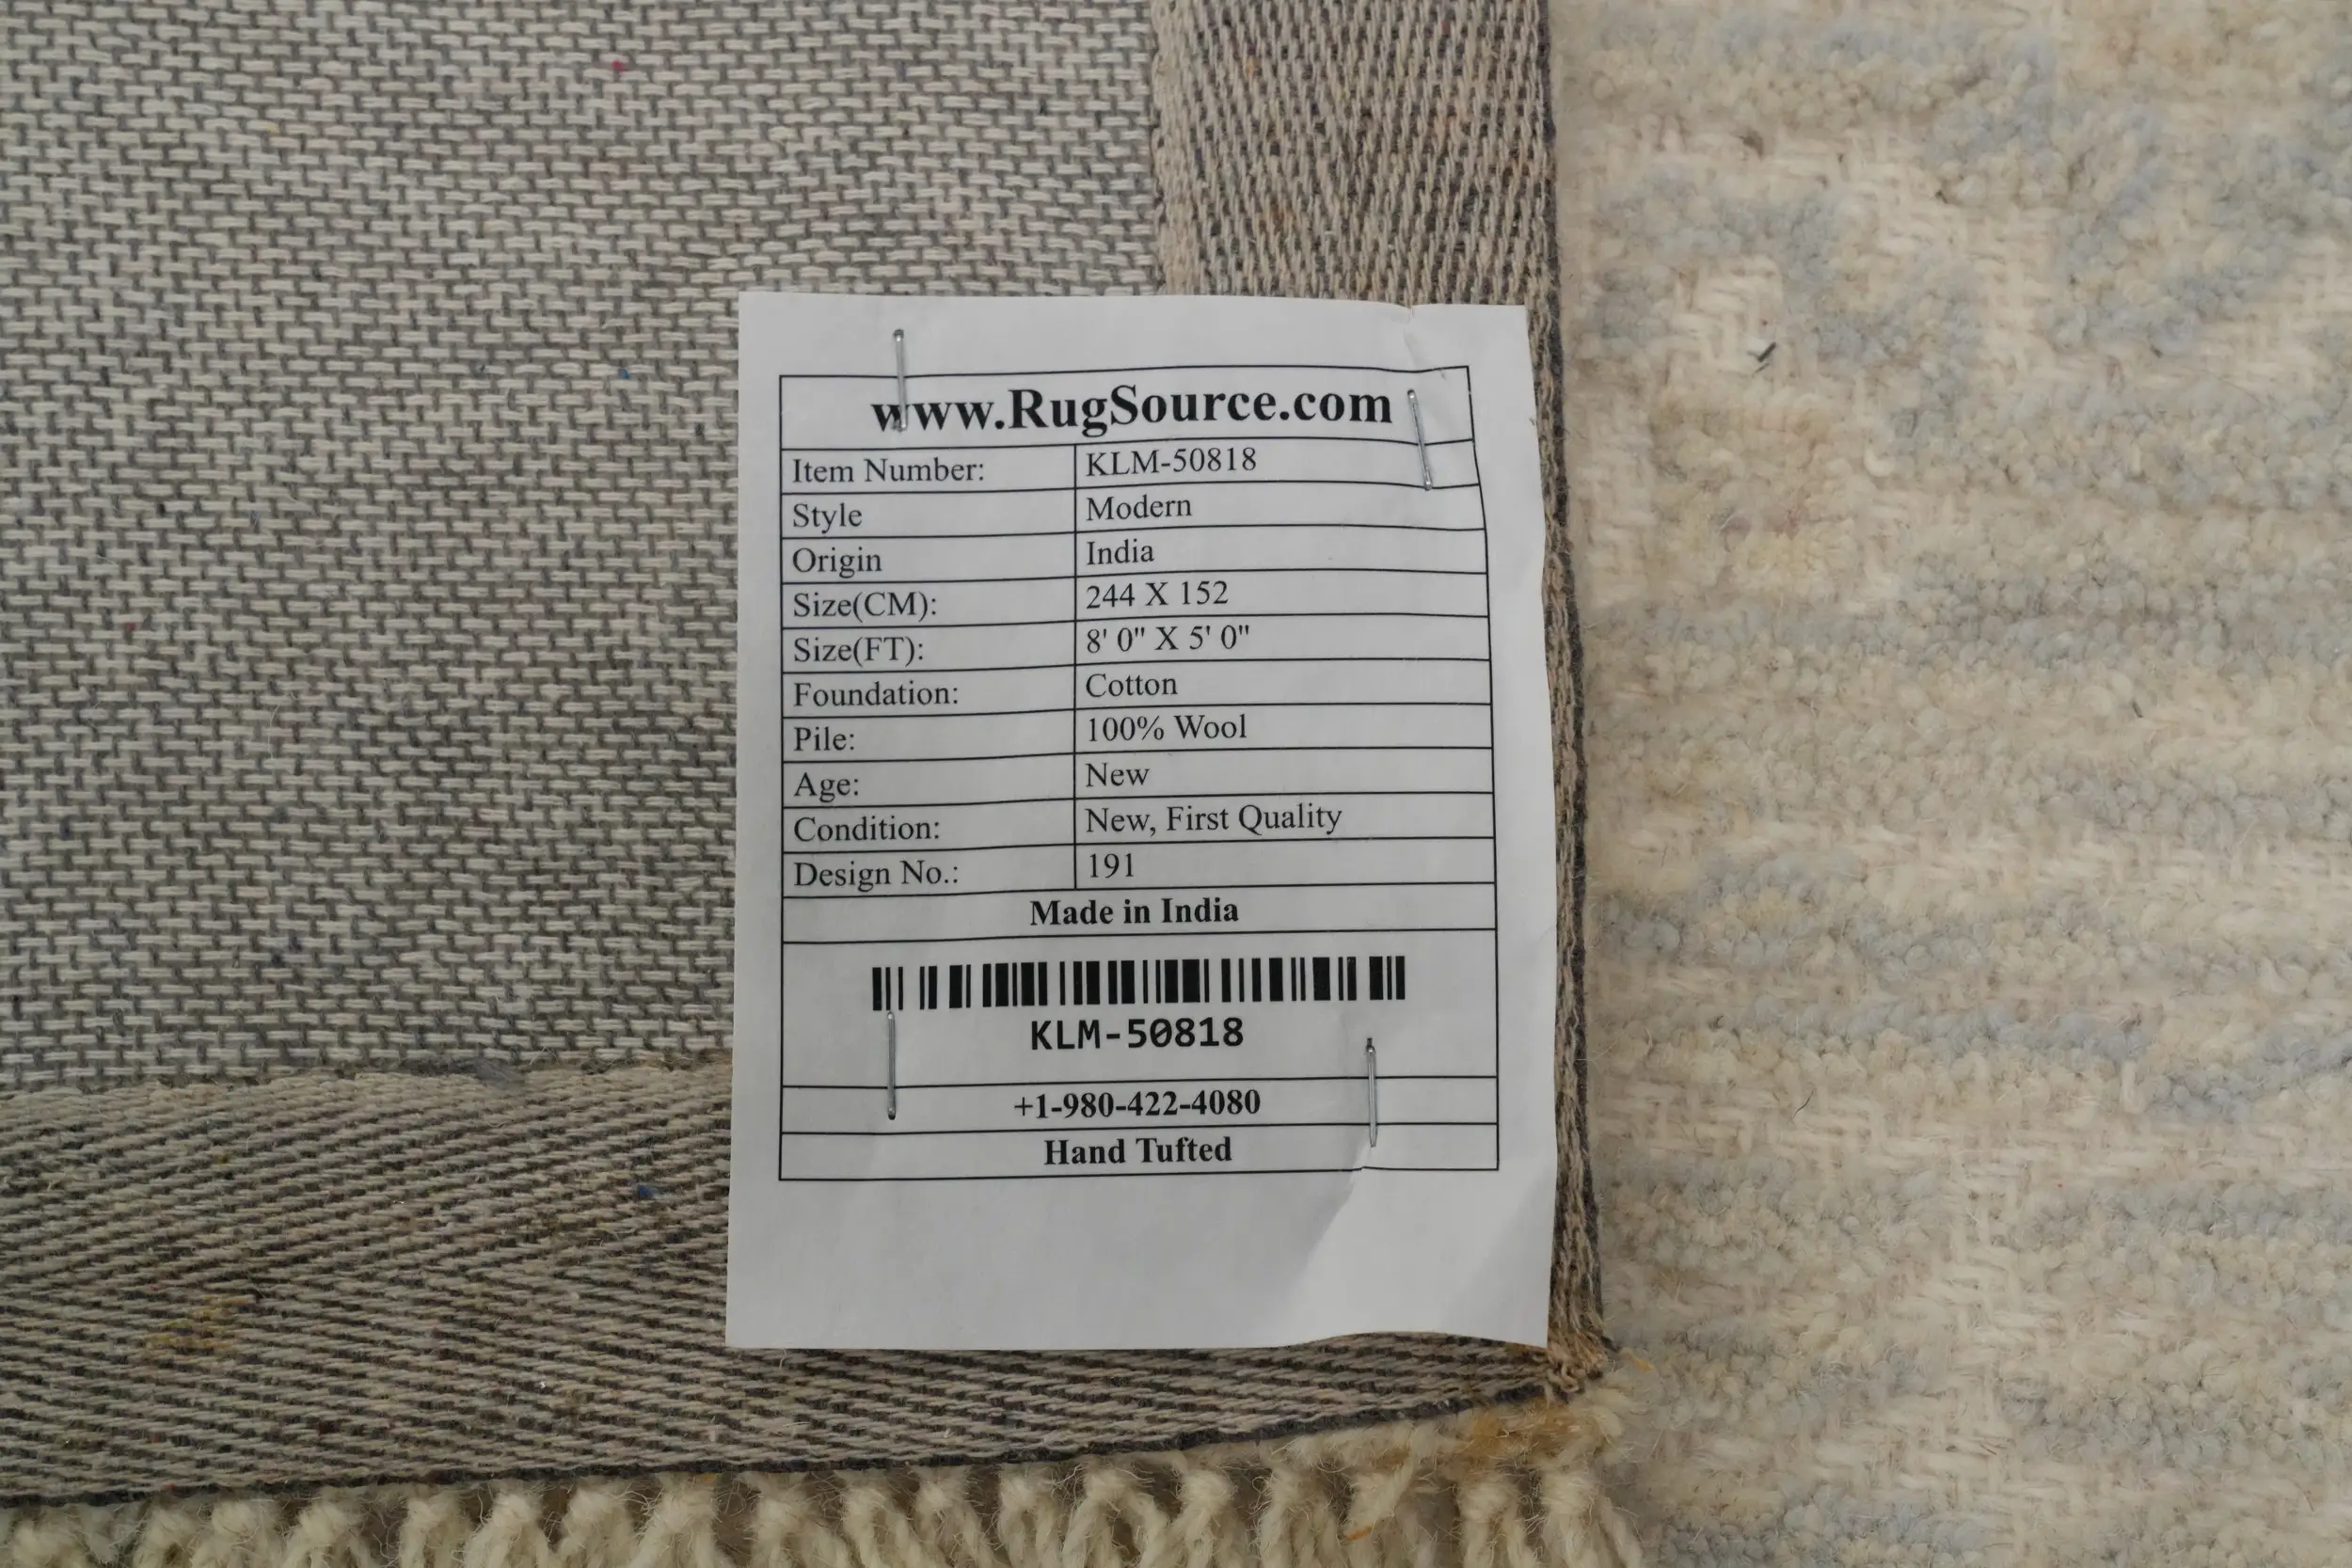 www.RugSource.com
Item Number: KLM-50818
Style Modern
Origin India
Size(CM): 244 X 152
Size(FT): 8' 0" X 5' 0"
Foundation: Cotton
Pile: 100% Wool
Age: New
Condition: New, First Quality
Design No.: 191
Made in India
KLM-50818
+1-980-422-4080
Hand Tufted